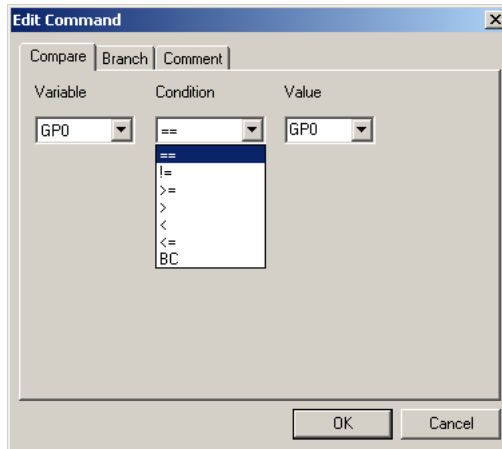 Edit Command
Compare Branch Comment
Variable Condition Value
GP0 == GP0
==
!=
>=
>
<
<=
BC
OK Cancel